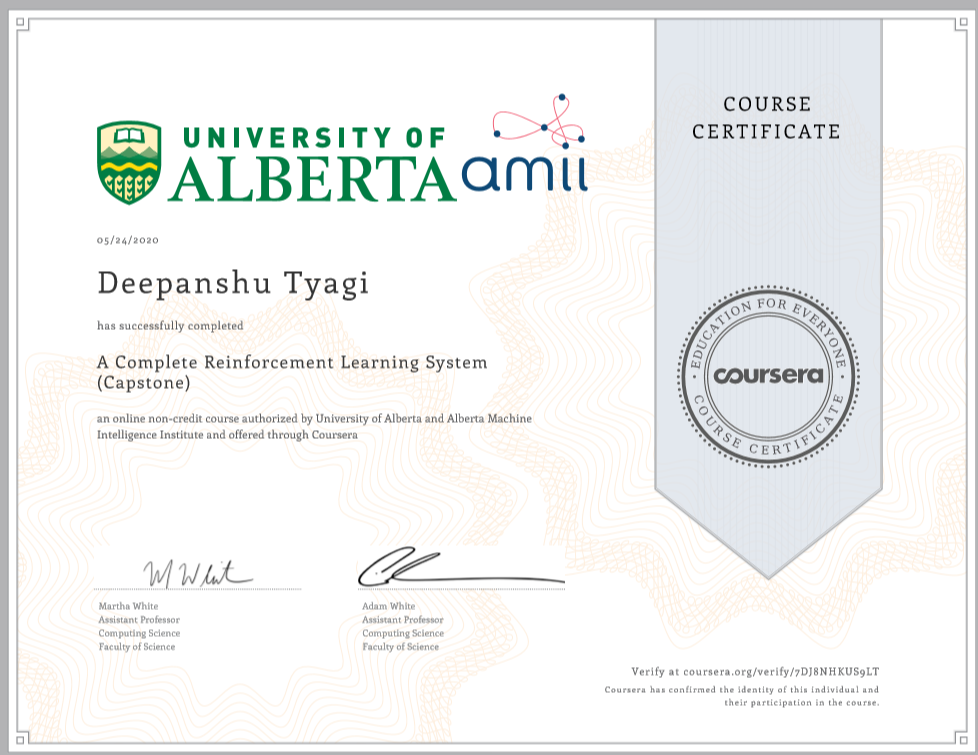 COURSE
CERTIFICATE
UNIVERSITY OF
ALBERTA
amii
05/24/2020
Deepanshu Tyagi
has successfully completed
A Complete Reinforcement Learning System
(Capstone)
an online non-credit course authorized by University of Alberta and Alberta Machine
Intelligence Institute and offered through Coursera
EDUCATION FOR EVERYONE
coursera
COURSE CERTIFICATE
M White
Martha White
Assistant Professor
Computing Science
Faculty of Science
Adam White
Assistant Professor
Computing Science
Faculty of Science
Verify at coursera.org/verify/7DJ8NHKUS9LT
Coursera has confirmed the identity of this individual and
their participation in the course.